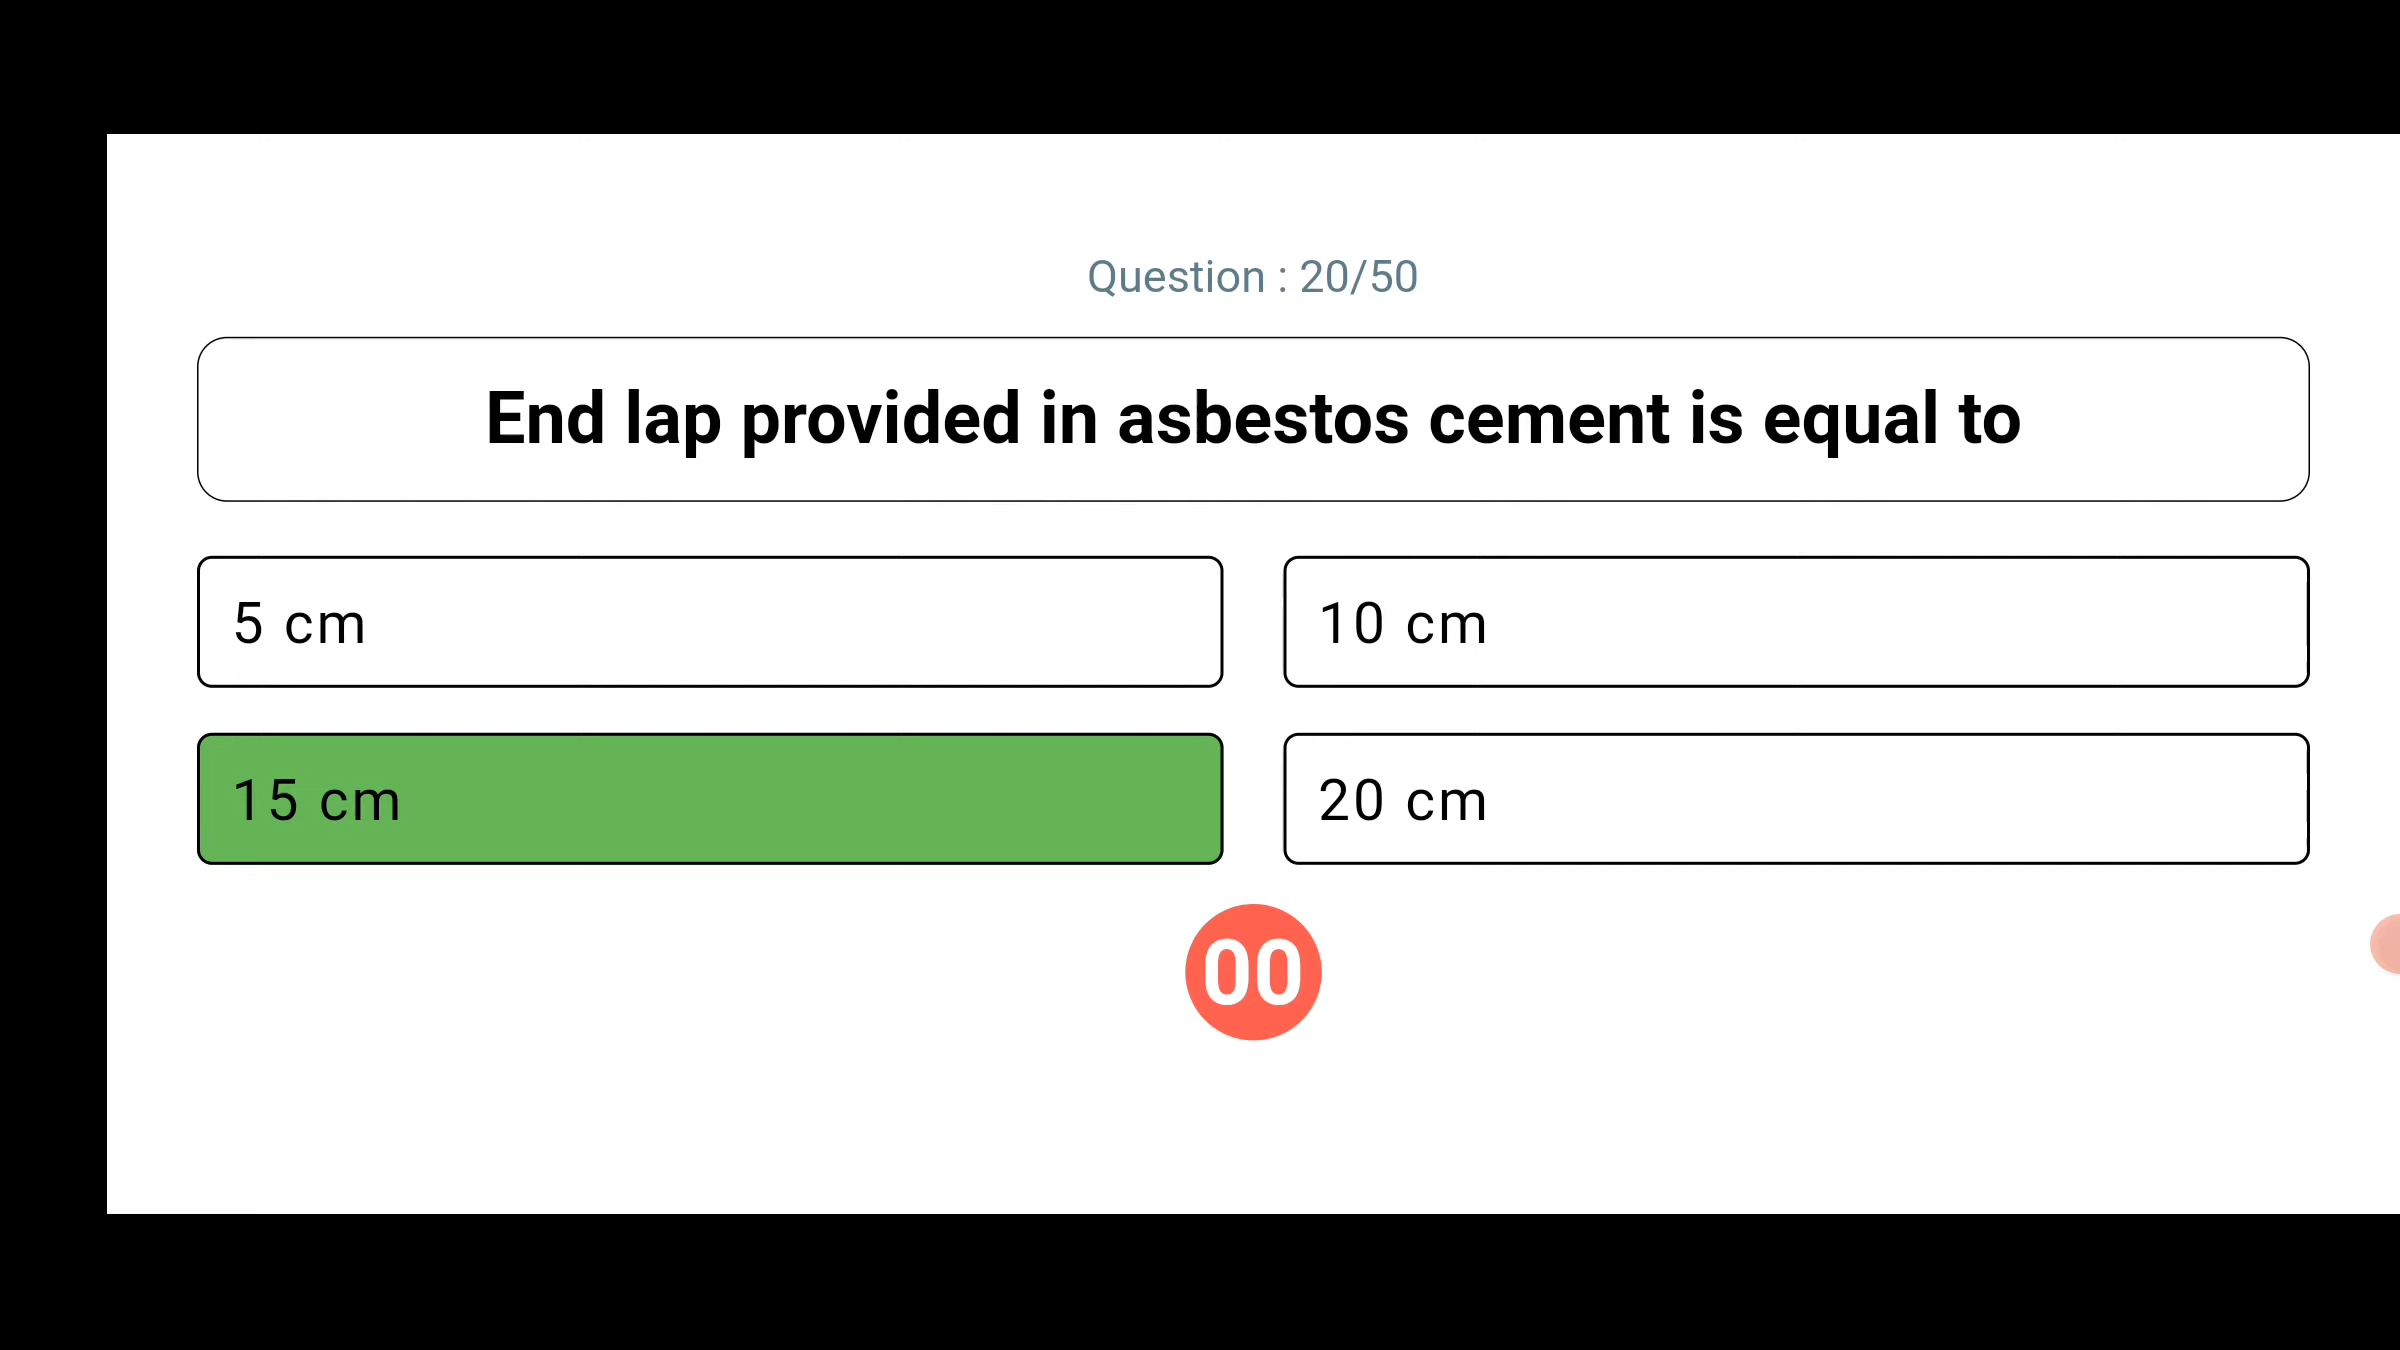 Question : 20/50
End lap provided in asbestos cement is equal to
5 cm
10 cm
15 cm
20 cm
00